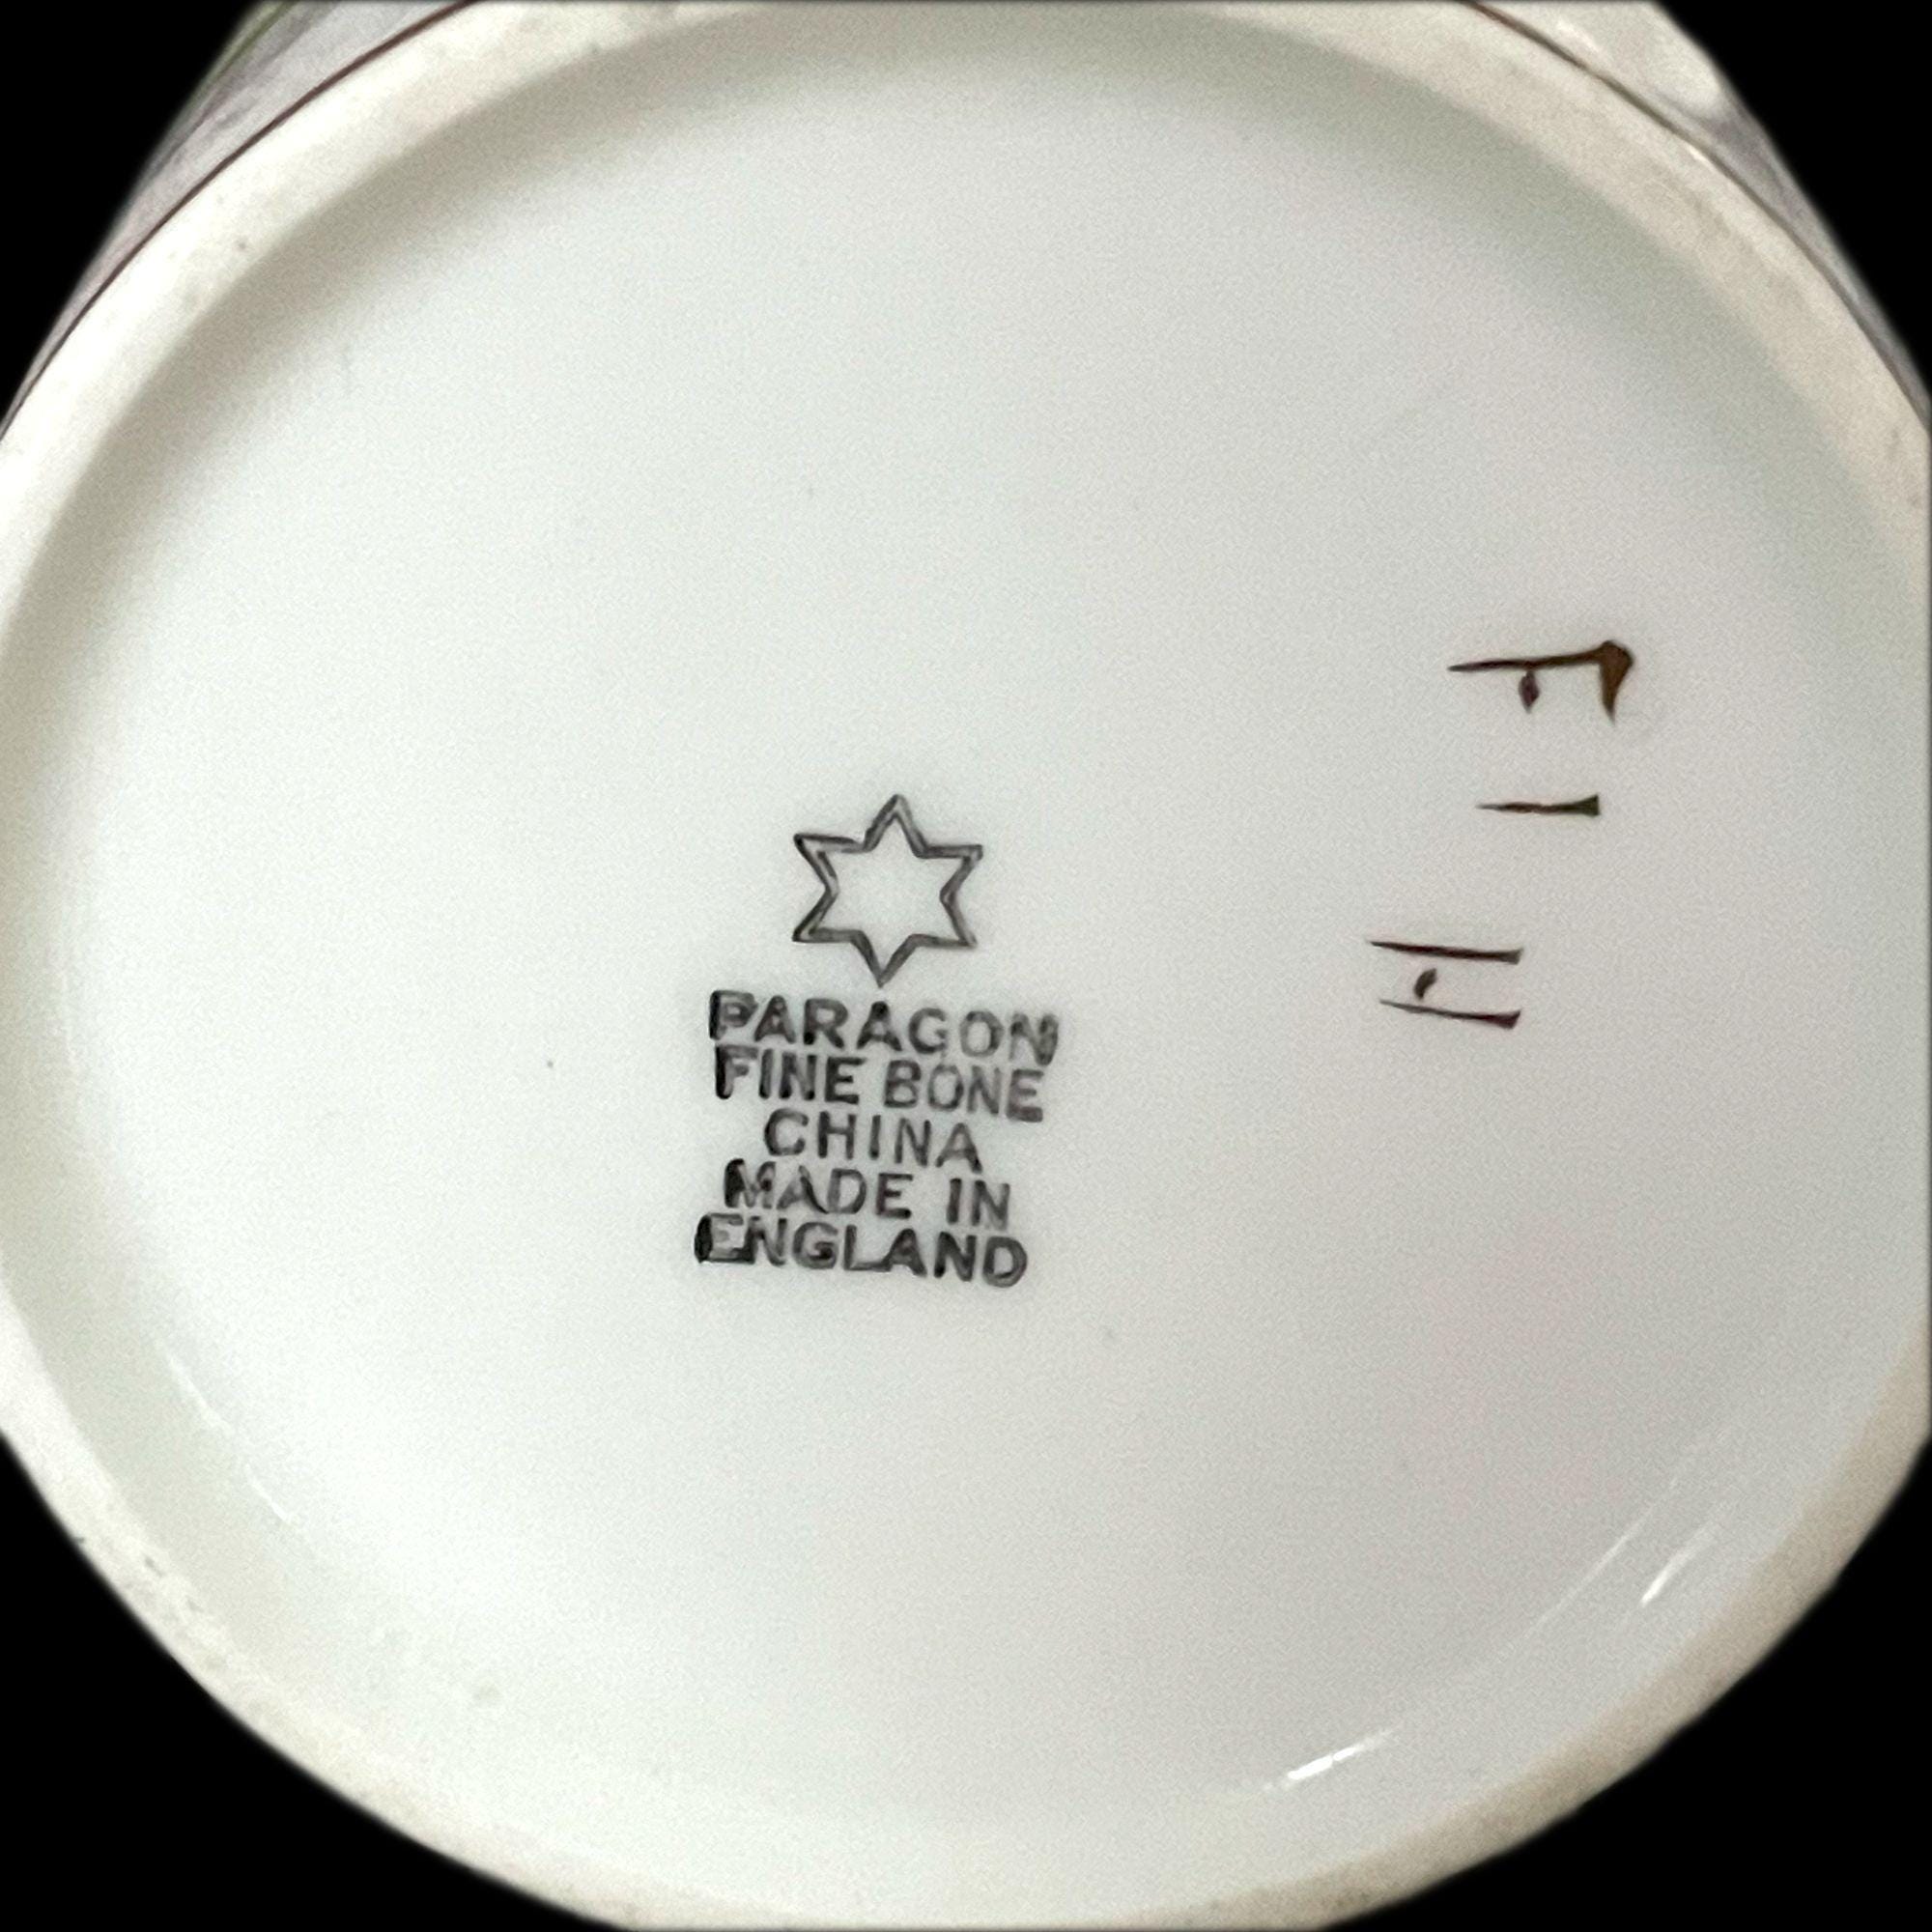 PARAGON
FINE BONE
CHINA
MADE IN
ENGLAND
F I H